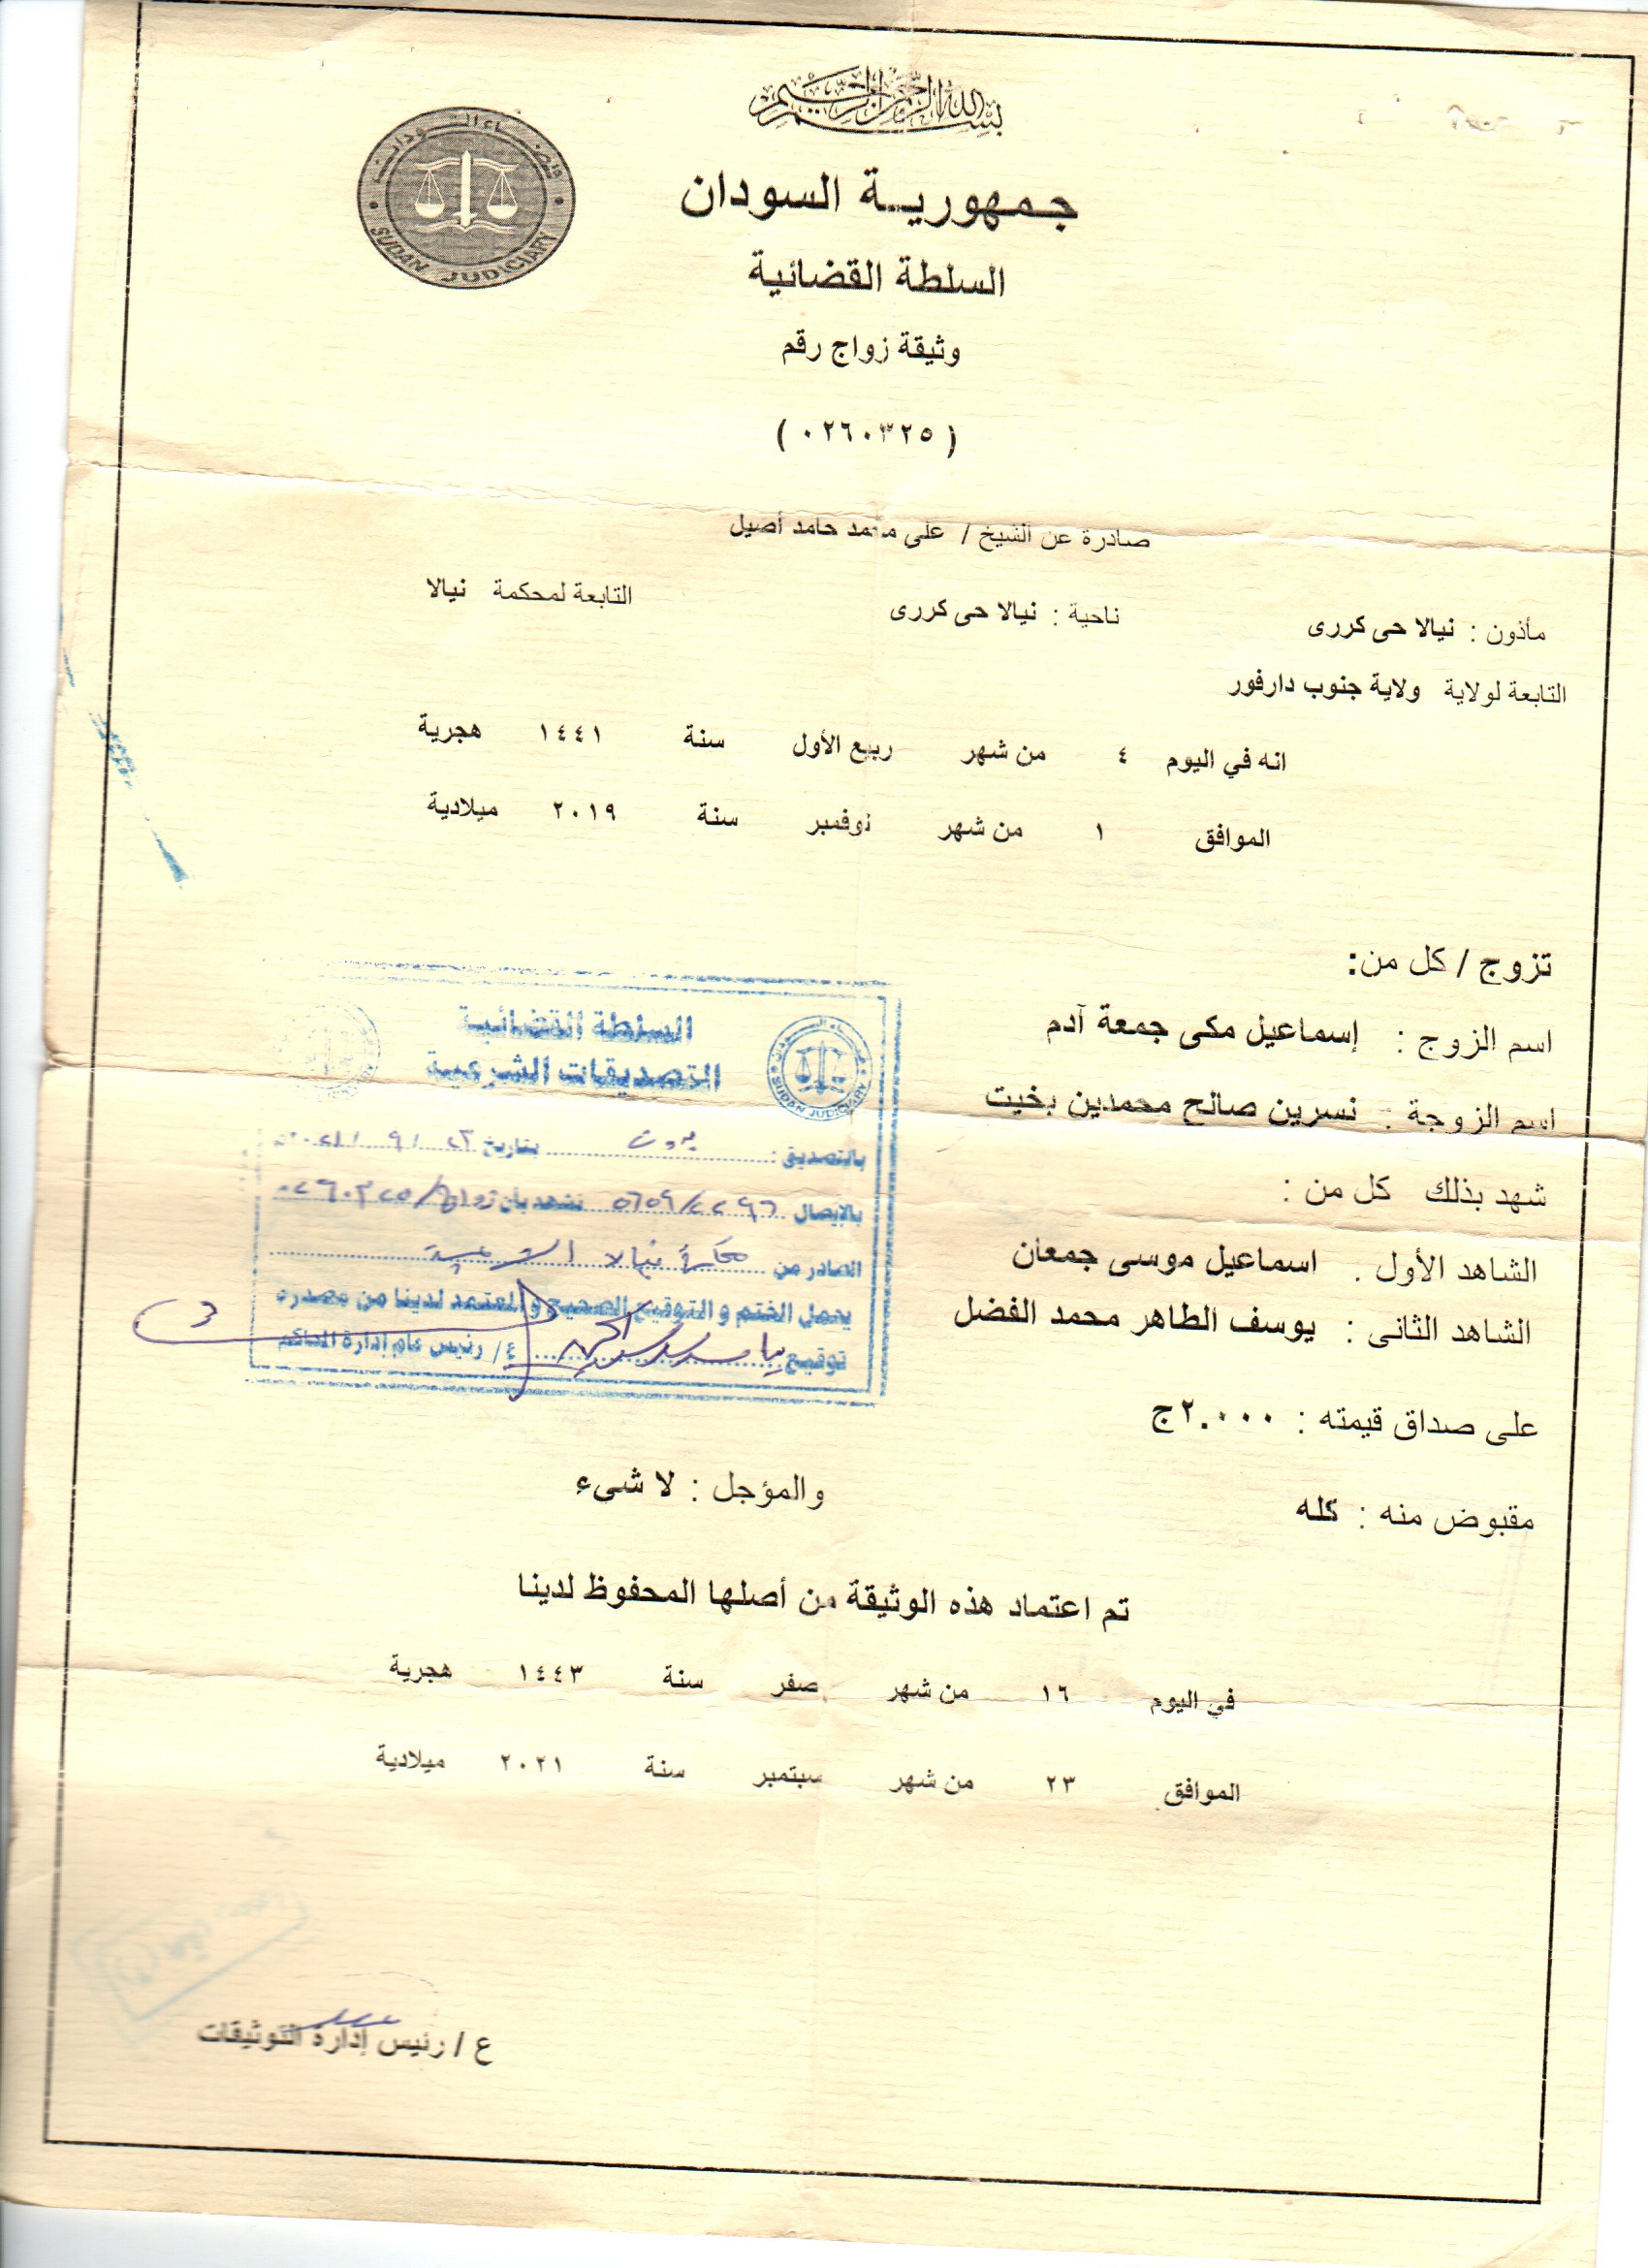 بسم الله الرحمن الرحيم
قضاء السودان
SUDAN JUDICIARY
جمهورية السودان
السلطة القضائية
وثيقة زواج رقم
( ٠٢٦٠٣٢٥ )
صادرة عن الشيخ / على محمد حامد أصيل
مأذون : نيالا حى كررى ناحية : نيالا حى كررى التابعة لمحكمة نيالا
التابعة لولاية ولاية جنوب دارفور
انه في اليوم ٤ من شهر ربيع الأول سنة ١٤٤١ هجرية
الموافق ١ من شهر نوفمبر سنة ٢٠١٩ ميلادية
تزوج / كل من:
اسم الزوج : إسماعيل مكى جمعة آدم
اسم الزوجة : نسرين صالح محمدين بخيت
شهد بذلك كل من :
الشاهد الأول : اسماعيل موسى جمعان
الشاهد الثانى : يوسف الطاهر محمد الفضل
على صداق قيمته : ٢.٠٠٠ج
مقبوض منه : كله والمؤجل : لا شىء
السلطة القضائية
التصديقات الشرعية
SUDAN JUDICIARY
بالتصديق : بتاريخ ٢٣ / ٩ / ٢٠٢١
بالإيصال نشهد بأن زواج/ ٠٢٦٠٣٢٥
الصادر من محكمة نيالا الشرعية
يحمل الختم و التوقيع الصحيح والمعتمد لدينا من مصدره
توقيع ع/ رئيس عام إدارة المحاكم
تم اعتماد هذه الوثيقة من أصلها المحفوظ لدينا
في اليوم ١٦ من شهر صفر سنة ١٤٤٣ هجرية
الموافق ٢٣ من شهر سبتمبر سنة ٢٠٢١ ميلادية
ع / رئيس إدارة التوثيقات